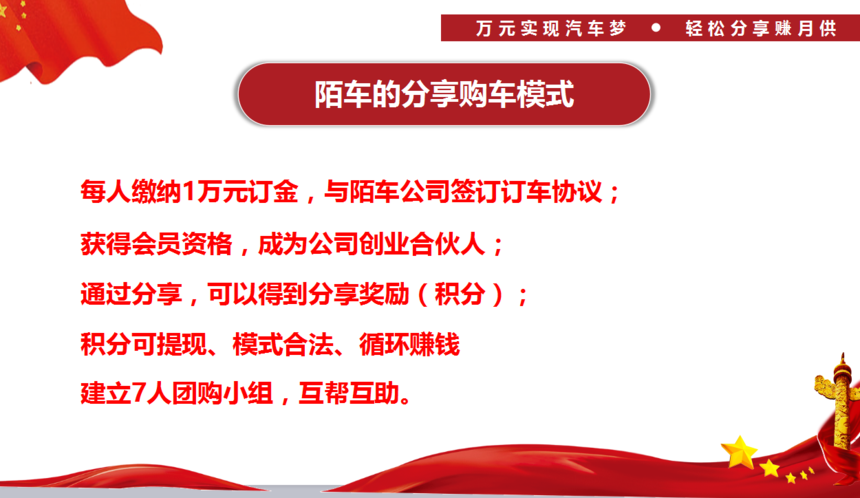 万元实现汽车梦 ● 轻松分享赚月供
陌车的分享购车模式
每人缴纳1万元订金，与陌车公司签订订车协议；
获得会员资格，成为公司创业合伙人；
通过分享，可以得到分享奖励（积分）；
积分可提现、模式合法、循环赚钱
建立7人团购小组，互帮互助。